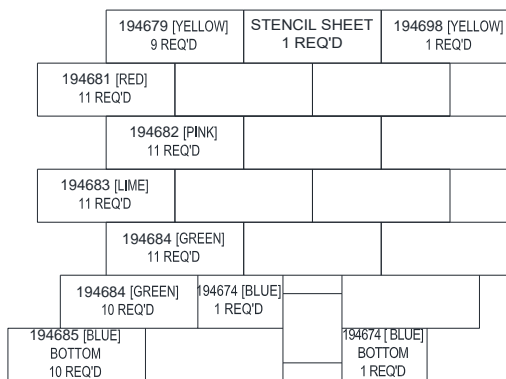 194679 [YELLOW]
9 REQ'D
STENCIL SHEET
1 REQ'D
194698 [YELLOW]
1 REQ'D
194681 [RED]
11 REQ'D
194682 [PINK]
11 REQ'D
194683 [LIME]
11 REQ'D
194684 [GREEN]
11 REQ'D
194684 [GREEN]
10 REQ'D
194674 [BLUE]
1 REQ'D
194685 [BLUE]
BOTTOM
10 REQ'D
194674 [BLUE]
BOTTOM
1 REQ'D